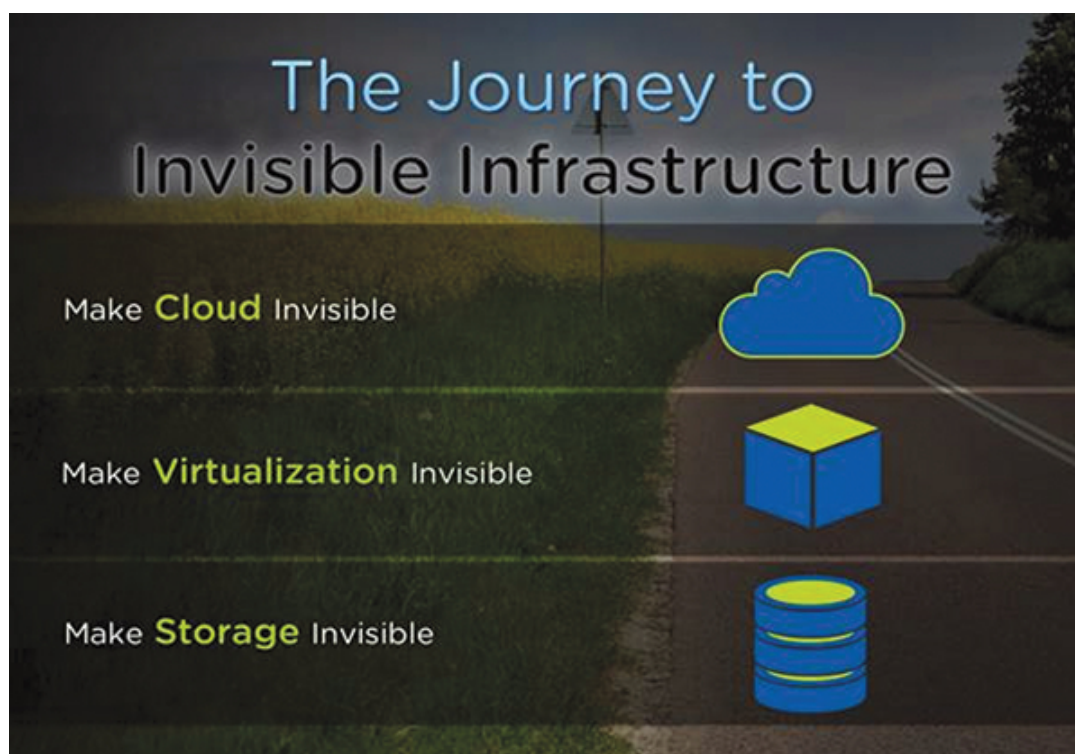 The Journey to
Invisible Infrastructure
Make Cloud Invisible
Make Virtualization Invisible
Make Storage Invisible